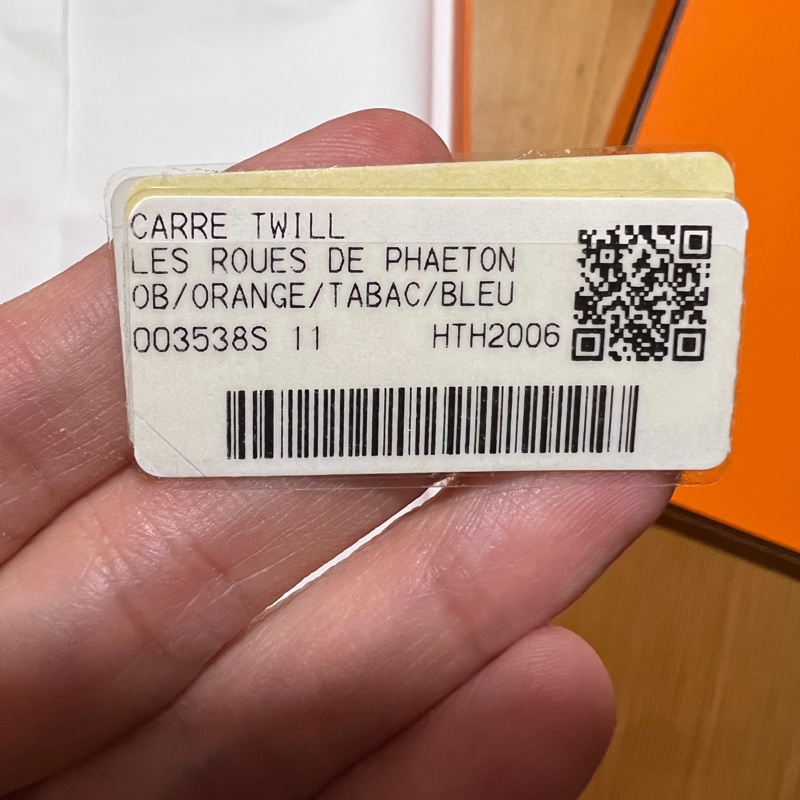 CARRE TWILL
LES ROUES DE PHAETON
OB/ORANGE/TABAC/BLEU
003538S 11 HTH2006